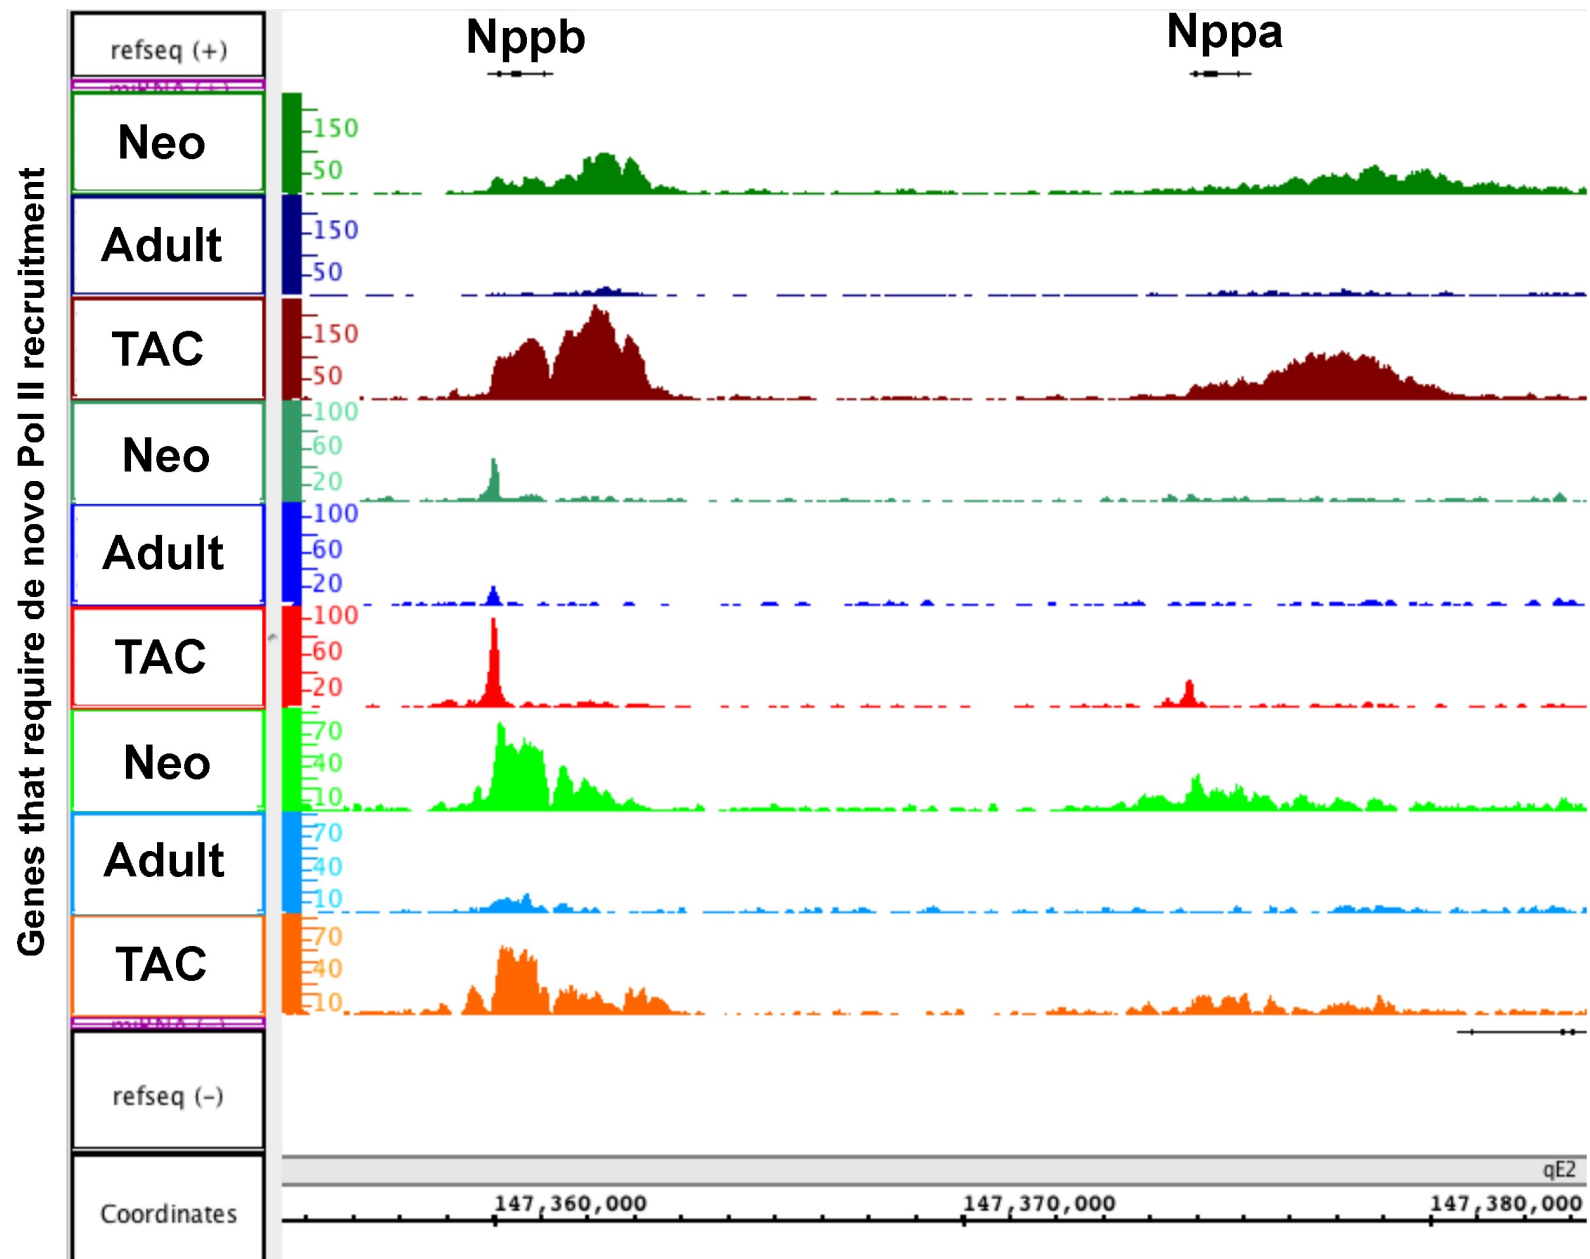 Genes that require de novo Pol II recruitment
refseq (+)
Nppb
Nppa
miRNA (+)
Neo
150
50
Adult
150
50
TAC
150
50
Neo
100
60
20
Adult
100
60
20
TAC
100
60
20
Neo
70
40
10
Adult
70
40
10
TAC
70
40
10
miRNA (-)
refseq (-)
qE2
Coordinates
147,360,000
147,370,000
147,380,000